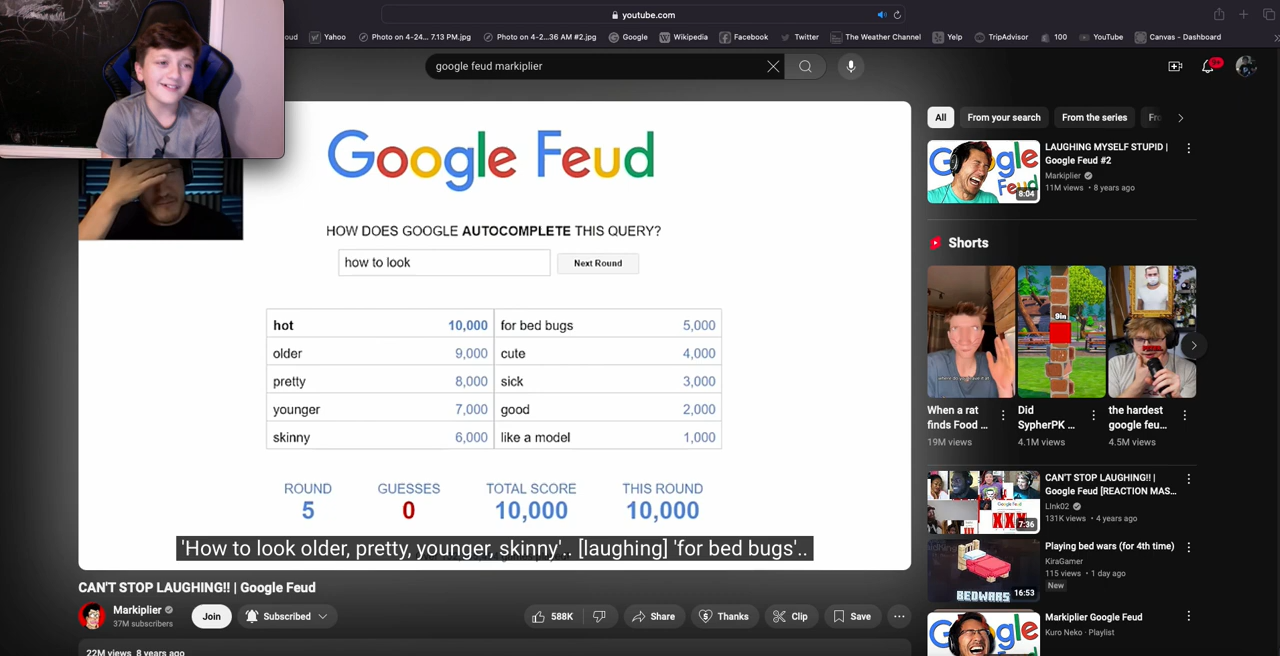 youtube.com
oud
Yahoo
Photo on 4-24... 7.13 PM.jpg
Photo on 4-2...36 AM #2.jpg
Google
Wikipedia
Facebook
Twitter
The Weather Channel
Yelp
TripAdvisor
100
YouTube
Canvas - Dashboard
google feud markiplier
9+
Google Feud
HOW DOES GOOGLE AUTOCOMPLETE THIS QUERY?
how to look
Next Round
hot 10,000 for bed bugs 5,000
older 9,000 cute 4,000
pretty 8,000 sick 3,000
younger 7,000 good 2,000
skinny 6,000 like a model 1,000
ROUND GUESSES TOTAL SCORE THIS ROUND
5 0 10,000 10,000
'How to look older, pretty, younger, skinny'.. [laughing] 'for bed bugs'..
CAN'T STOP LAUGHING!! | Google Feud
Markiplier
37M subscribers
Join
Subscribed
588K
Share
Thanks
Clip
Save
22M views 8 years ago
All
From your search
From the series
Fro
LAUGHING MYSELF STUPID |
Google Feud #2
Markiplier
11M views • 8 years ago
8:04
Shorts
9in
When a rat
finds Food ...
19M views
Did
SypherPK ...
4.1M views
the hardest
google feu...
4.5M views
CAN'T STOP LAUGHING!! |
Google Feud [REACTION MAS...
LInk02
131K views • 4 years ago
XXX
7:36
Playing bed wars (for 4th time)
KiraGamer
115 views • 1 day ago
New
BEDWARS
16:53
Markiplier Google Feud
Kuro Neko • Playlist